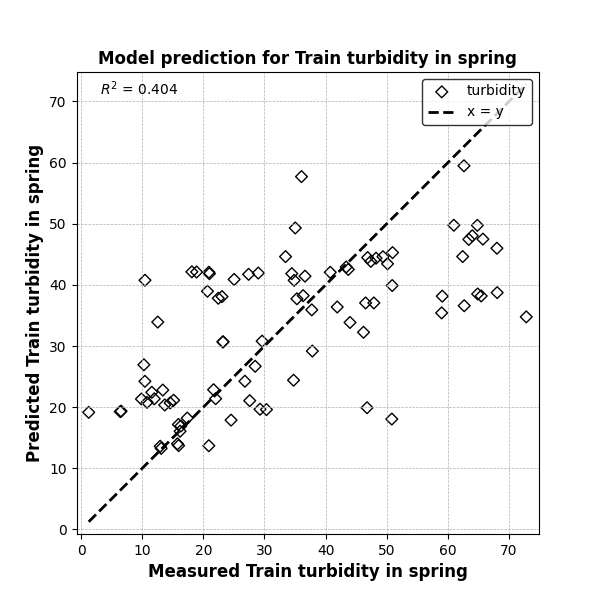 Model prediction for Train turbidity in spring
R² = 0.404
turbidity
x = y
Predicted Train turbidity in spring
70
60
50
40
30
20
10
0
0 10 20 30 40 50 60 70
Measured Train turbidity in spring